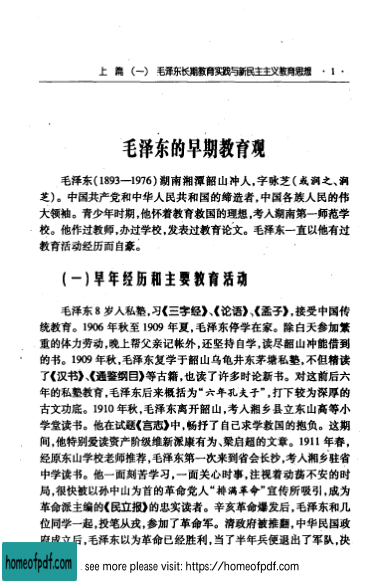 上 篇 (一) 毛泽东长期教育实践与新民主主义教育思想 · 1 ·
毛泽东的早期教育观
毛泽东(1893—1976)湖南湘潭韶山冲人,字咏芝(或润之、润
芝)。中国共产党和中华人民共和国的缔造者,中国各族人民的伟
大领袖。青少年时期,他怀着教育救国的理想,考入湖南第一师范学
校。他作过教师,办过学校,发表过教育论文。毛泽东一直以他有过
教育活动经历而自豪。
(一)早年经历和主要教育活动
毛泽东 8 岁入私塾,习《三字经》、《论语》、《孟子》,接受中国传
统教育。1906 年秋至 1909 年夏,毛泽东停学在家。除白天参加繁
重的体力劳动,晚上帮父亲记帐外,还坚持自学,读尽韶山冲能借到
的书。1909 年秋,毛泽东复学于韶山乌龟井东茅塘私塾,不但精读
了《汉书》、《通鉴纲目》等古籍,也读了许多时论新书。对这前后六
年的私塾教育,毛泽东后来概括为“六年孔夫子”,打下较为深厚的
古文功底。1910 年秋,毛泽东离开韶山,考入湘乡县立东山高等小
学堂读书。他在试题《言志》中,畅抒了自己求学救国的抱负。这期
间,他特别爱读资产阶级维新派康有为、梁启超的文章。1911 年春,
经原东山学校老师推荐,毛泽东第一次来到省会长沙,考入湘乡驻省
中学读书。他一面刻苦学习,一面关心时事,注视着动荡不安的时
局,很快被以孙中山为首的革命党人“排满革命”宣传所吸引,成为
革命派主编的《民立报》的忠实读者。辛亥革命爆发后,毛泽东和几
位同学一起,投笔从戎,参加了革命军。清政府被推翻,中华民国政
府成立后,毛泽东以为革命已经胜利,当了半年兵便退出了军队,决
homeofpdf.com
see more please visit: https://homeofpdf.com